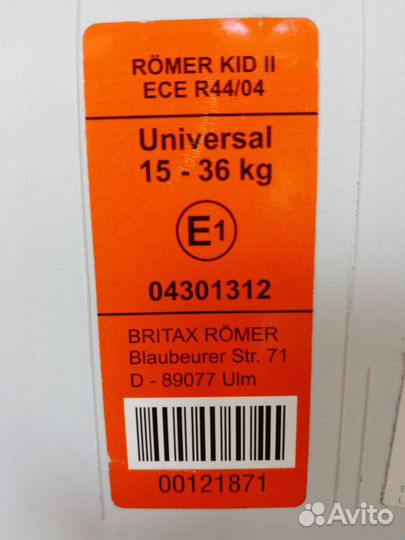 RÖMER KID II
ECE R44/04
Universal
15 - 36 kg
E1
04301312
BRITAX RÖMER
Blaubeurer Str. 71
D - 89077 Ulm
00121871
Avito